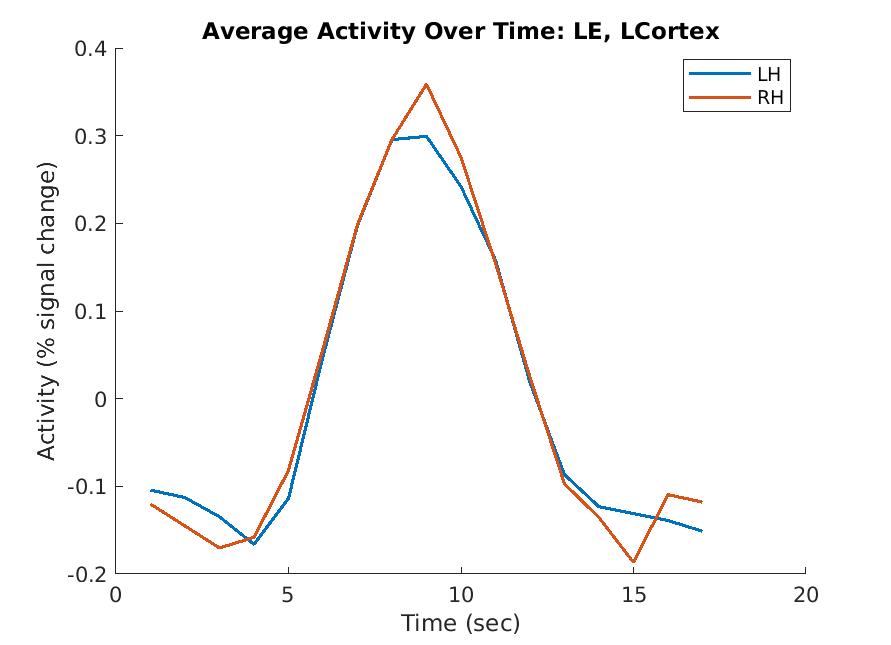 Average Activity Over Time: LE, LCortex
LH
RH
Activity (% signal change)
0.4
0.3
0.2
0.1
0
-0.1
-0.2
0
5
10
15
20
Time (sec)